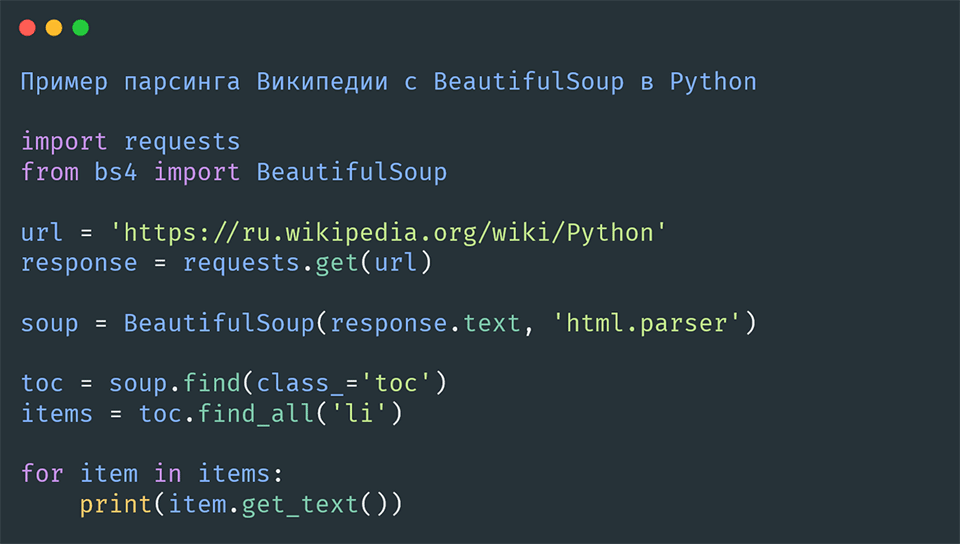 Пример парсинга Википедии с BeautifulSoup в Python
import requests
from bs4 import BeautifulSoup
url = 'https://ru.wikipedia.org/wiki/Python'
response = requests.get(url)
soup = BeautifulSoup(response.text, 'html.parser')
toc = soup.find(class_='toc')
items = toc.find_all('li')
for item in items:
    print(item.get_text())